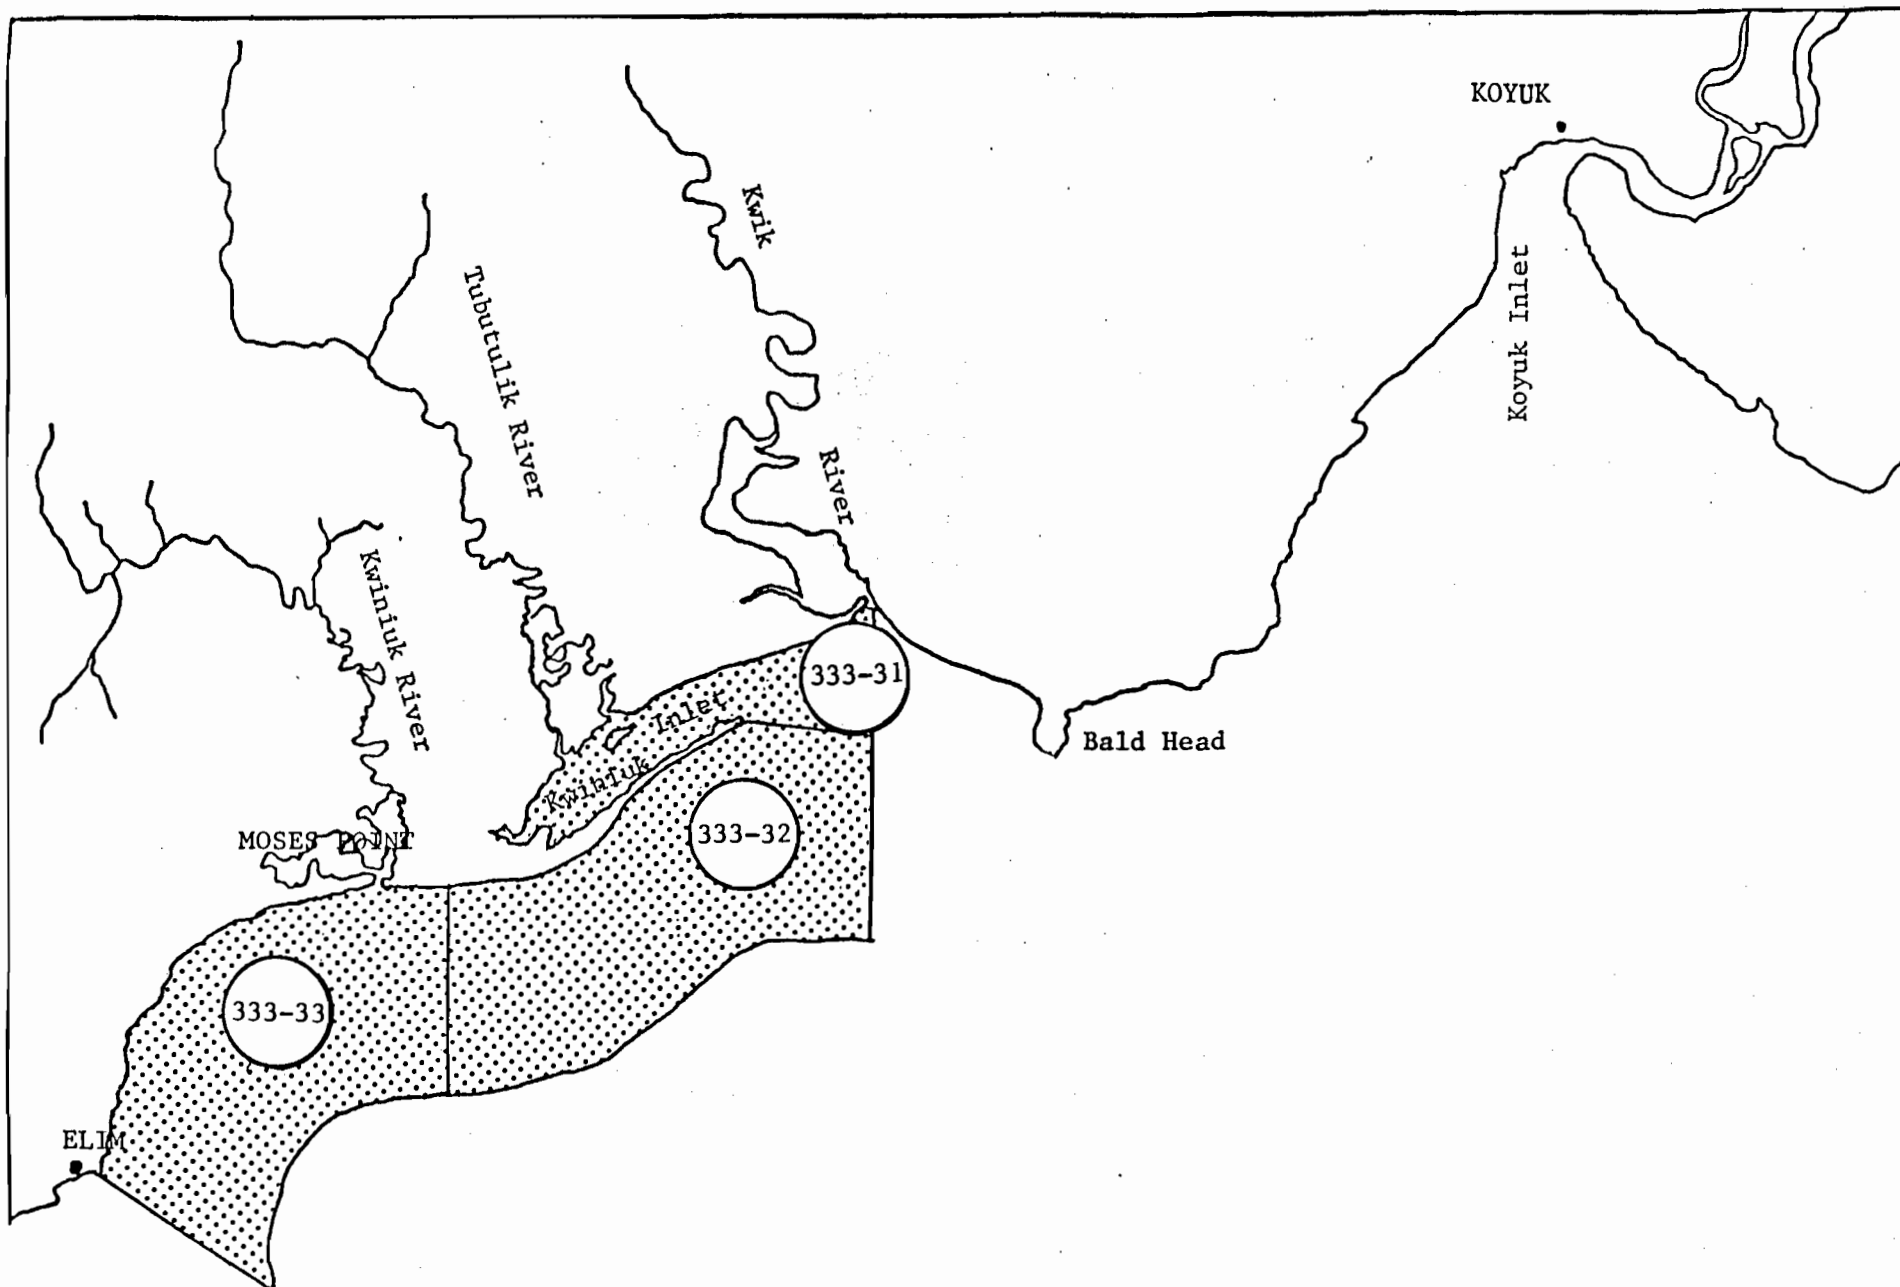 KOYUK
Kwik
River
Koyuk Inlet
Tubutulik River
Kwiniuk River
333-31
Inlet
Bald Head
333-32
MOSES POINT
333-33
ELIM